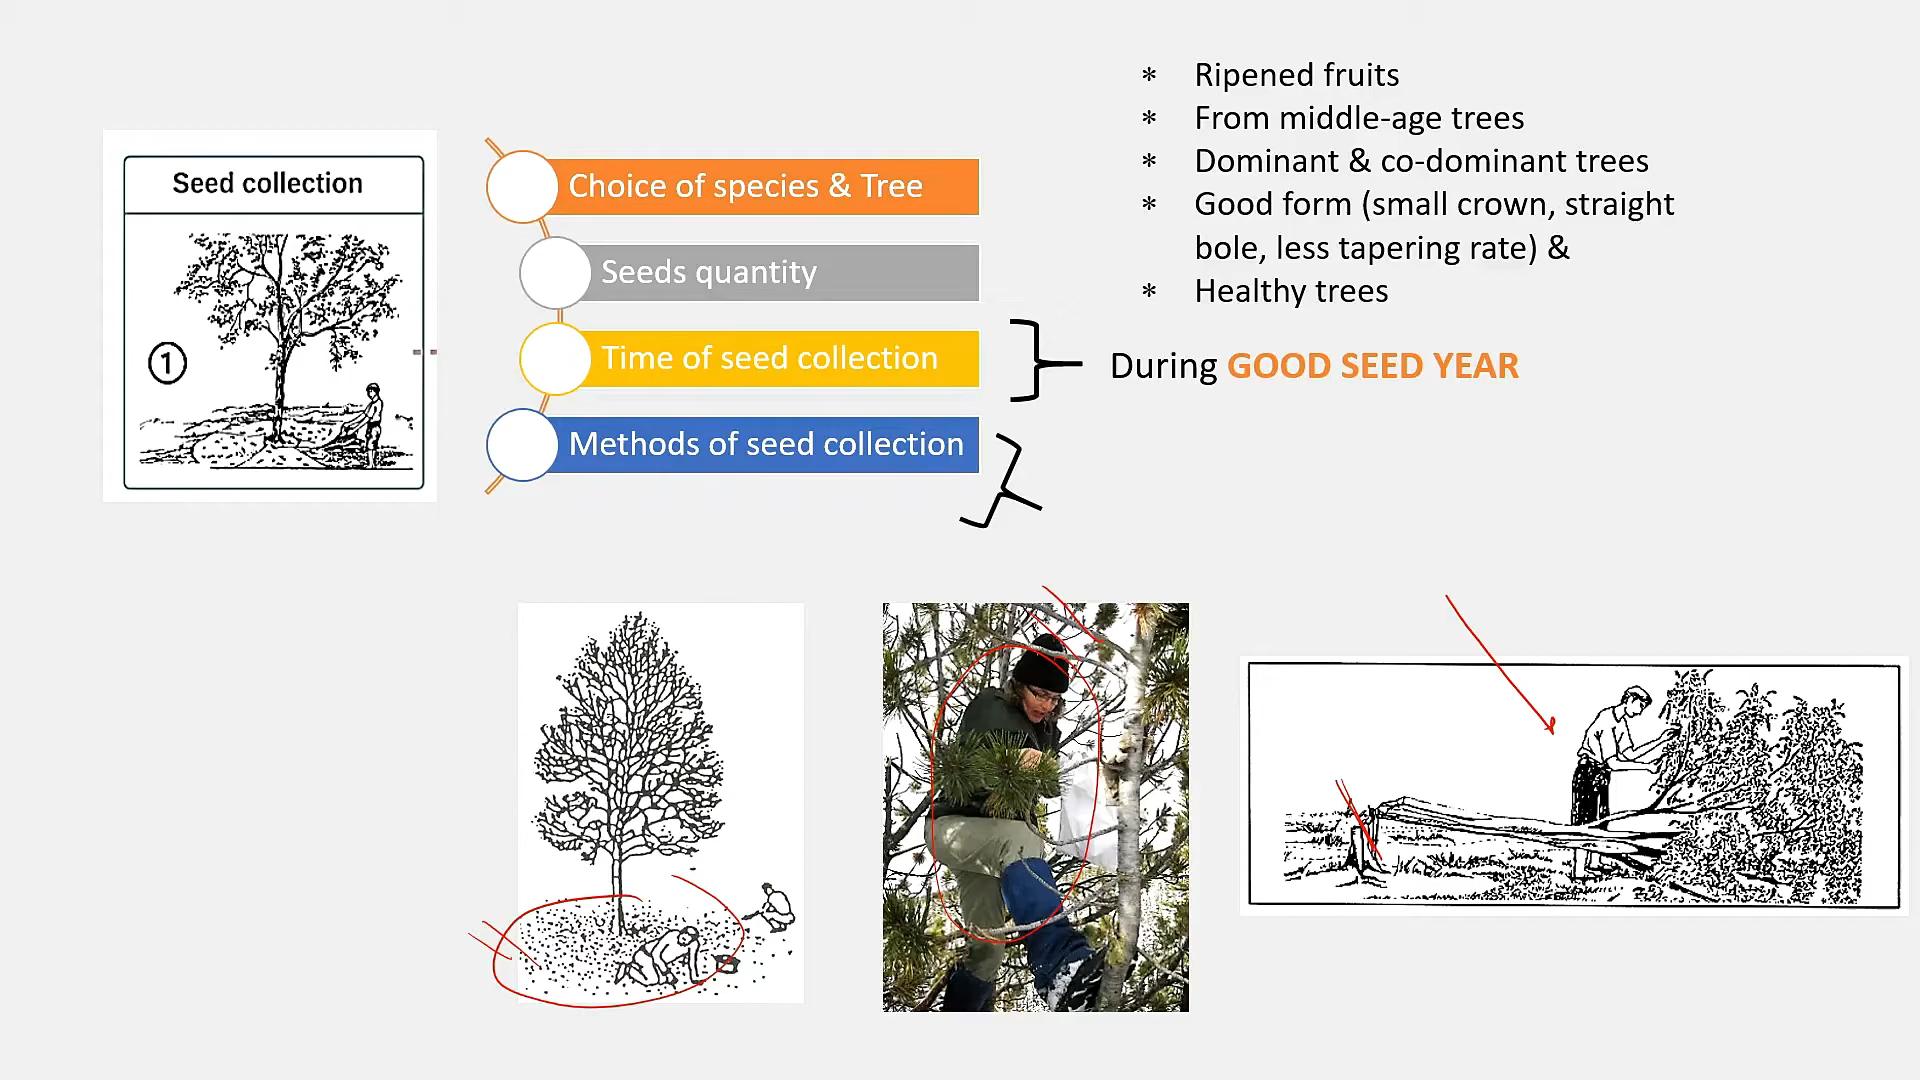 Seed collection
1
Choice of species & Tree
Seeds quantity
Time of seed collection
Methods of seed collection
* Ripened fruits
* From middle-age trees
* Dominant & co-dominant trees
* Good form (small crown, straight
bole, less tapering rate) &
* Healthy trees
During GOOD SEED YEAR